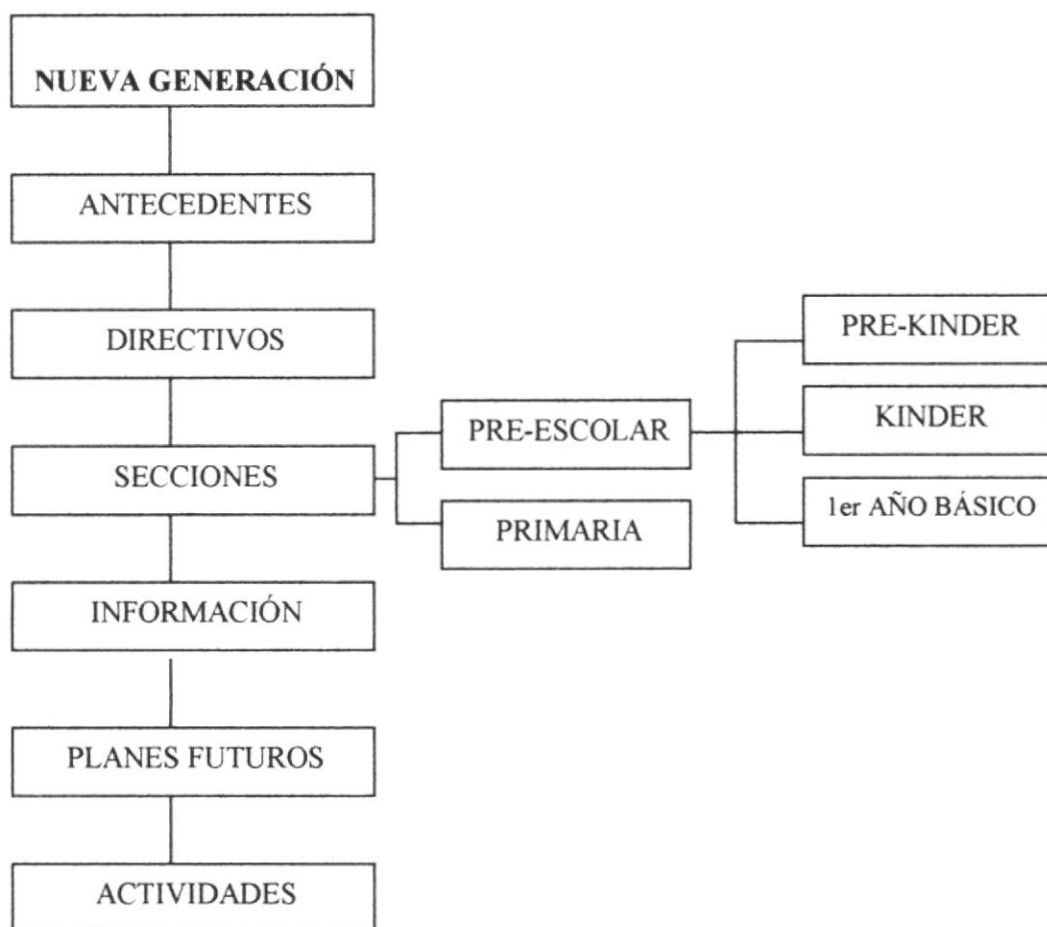 NUEVA GENERACIÓN
ANTECEDENTES
DIRECTIVOS
SECCIONES
INFORMACIÓN
PLANES FUTUROS
ACTIVIDADES
PRE-ESCOLAR
PRIMARIA
PRE-KINDER
KINDER
1er AÑO BÁSICO